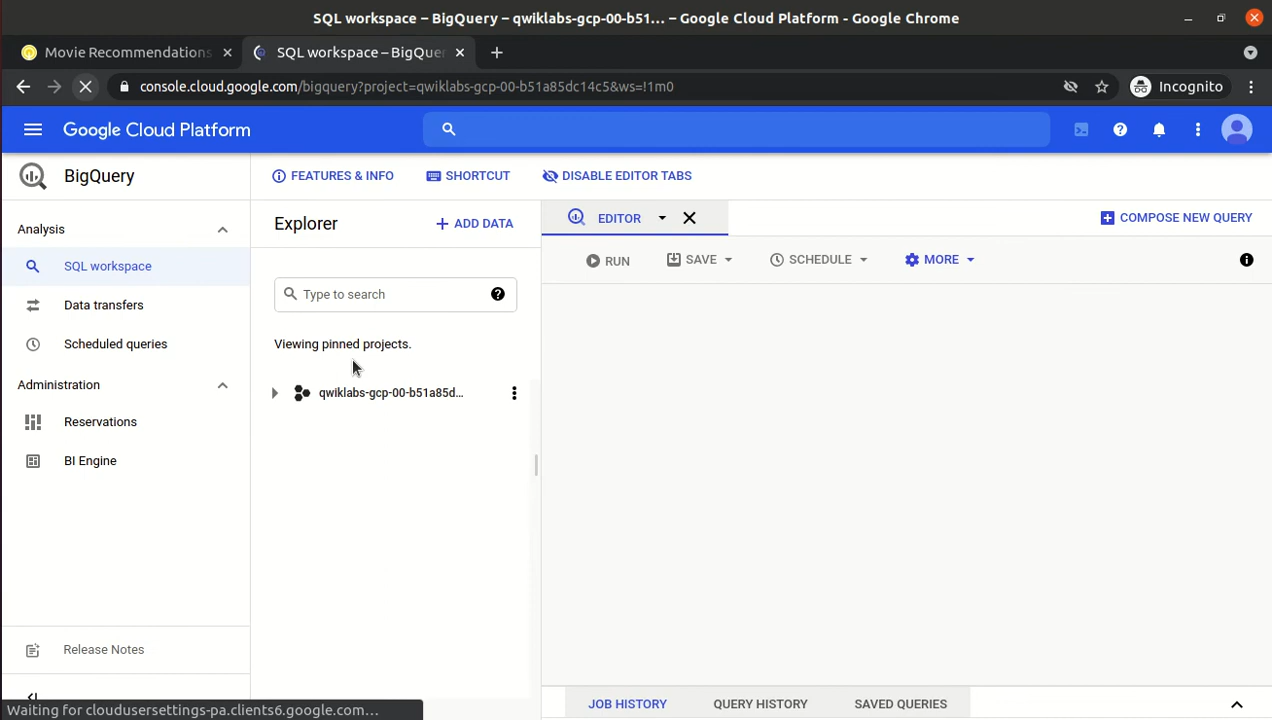 SQL workspace – BigQuery – qwiklabs-gcp-00-b51... – Google Cloud Platform - Google Chrome
Movie Recommendations
SQL workspace – BigQue
console.cloud.google.com/bigquery?project=qwiklabs-gcp-00-b51a85dc14c5&ws=!1m0
Incognito
Google Cloud Platform
BigQuery
FEATURES & INFO
SHORTCUT
DISABLE EDITOR TABS
Analysis
SQL workspace
Data transfers
Scheduled queries
Administration
Reservations
BI Engine
Release Notes
Explorer
+ ADD DATA
Type to search
Viewing pinned projects.
qwiklabs-gcp-00-b51a85d...
EDITOR
COMPOSE NEW QUERY
RUN
SAVE
SCHEDULE
MORE
JOB HISTORY
QUERY HISTORY
SAVED QUERIES
Waiting for cloudusersettings-pa.clients6.google.com...